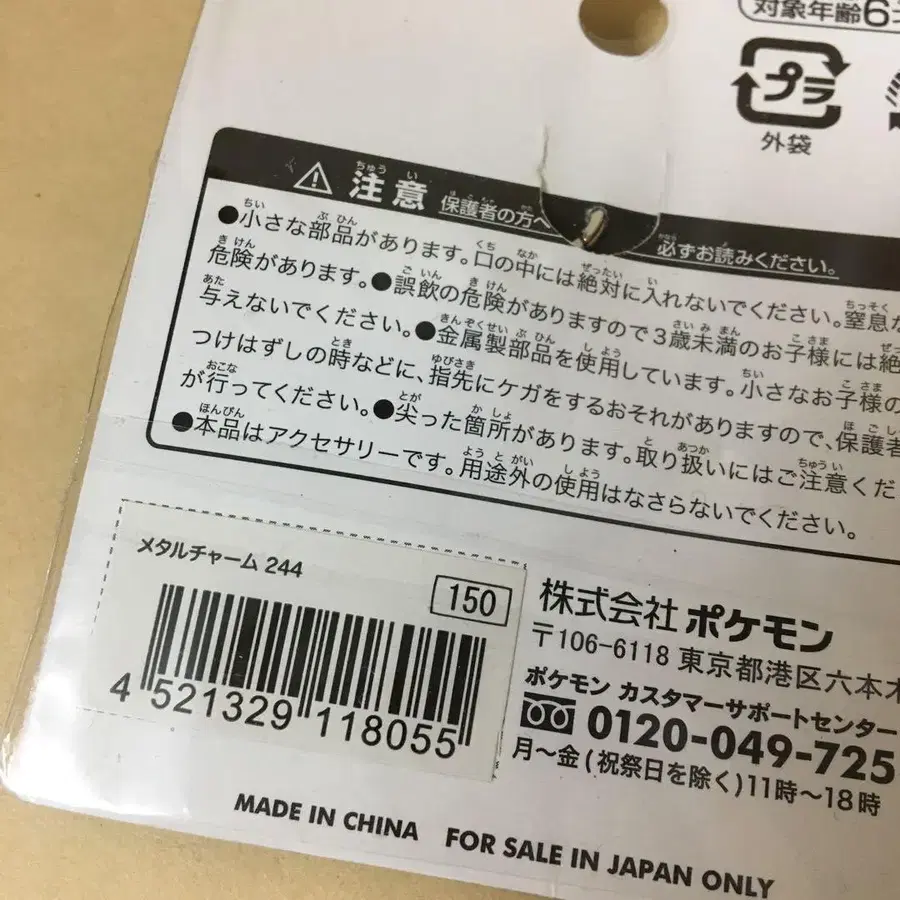 対象年齢6
プラ
外袋
注意 保護者の方へ 必ずお読みください。
●小さな部品があります。口の中には絶対に入れないでください。窒息な
危険があります。●誤飲の危険がありますので3歳未満のお子様には絶
与えないでください。●金属製部品を使用しています。小さなお子様の
つけはずしの時などに、指先にケガをするおそれがありますので、保護者
が行ってください。●尖った箇所があります。取り扱いにはご注意くだ
●本品はアクセサリーです。用途外の使用はなさらないでください。
メタルチャーム 244
150
4 521329 118055
株式会社 ポケモン
〒106-6118 東京都港区六本木
ポケモン カスタマーサポートセンター
0120-049-725
月〜金(祝祭日を除く)11時〜18時
MADE IN CHINA FOR SALE IN JAPAN ONLY